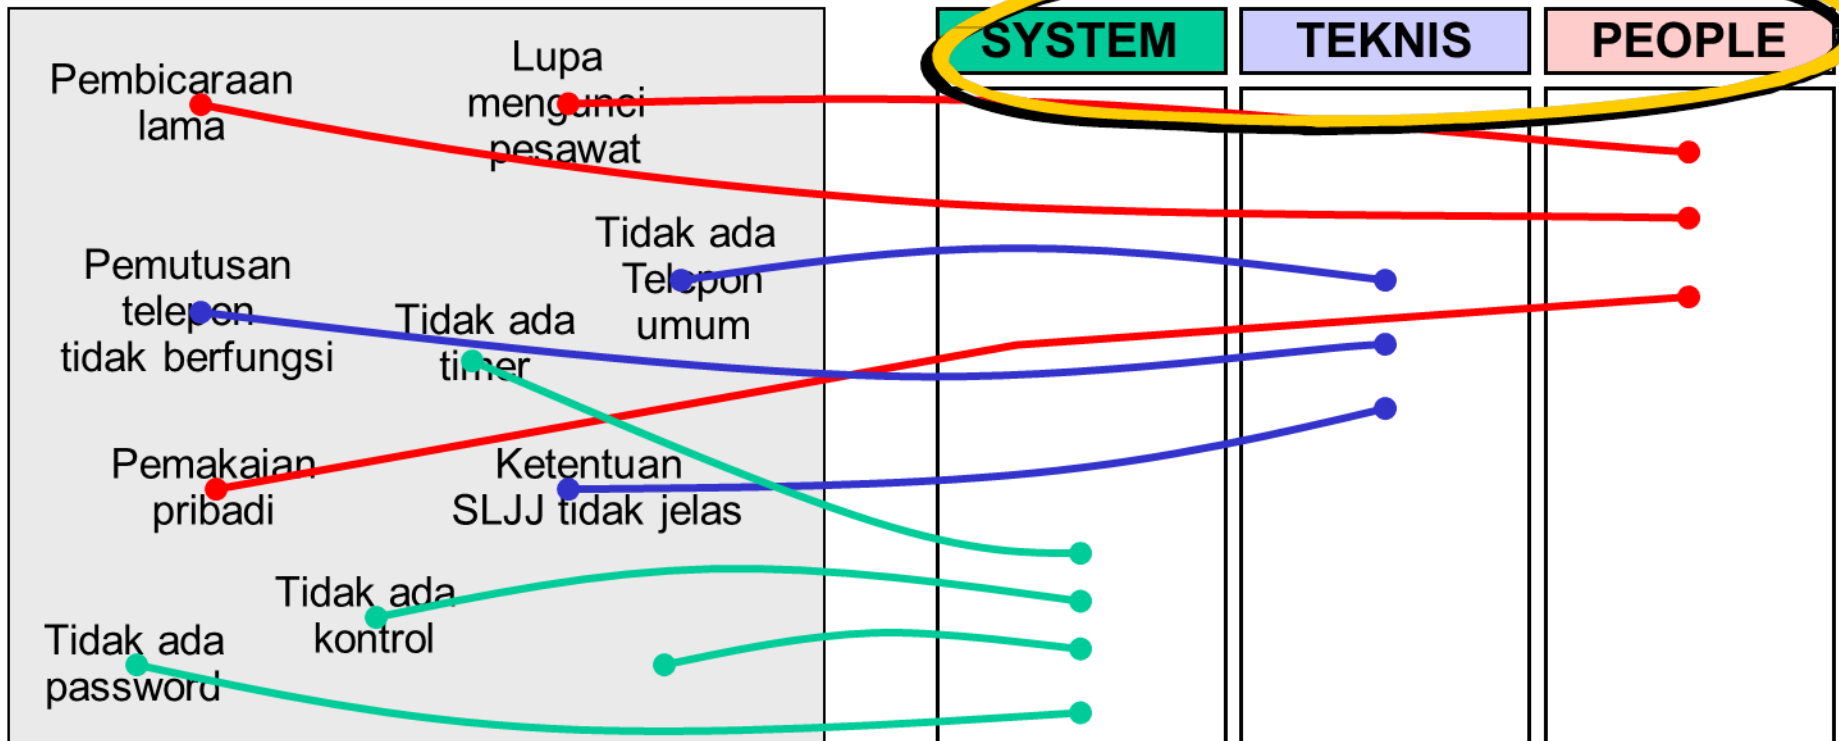 SYSTEM
TEKNIS
PEOPLE
Pembicaraan
lama
Lupa
mengunci
pesawat
Tidak ada
Telepon
umum
Pemutusan
telepon
tidak berfungsi
Tidak ada
timer
Pemakaian
pribadi
Ketentuan
SLJJ tidak jelas
Tidak ada
kontrol
Tidak ada
password